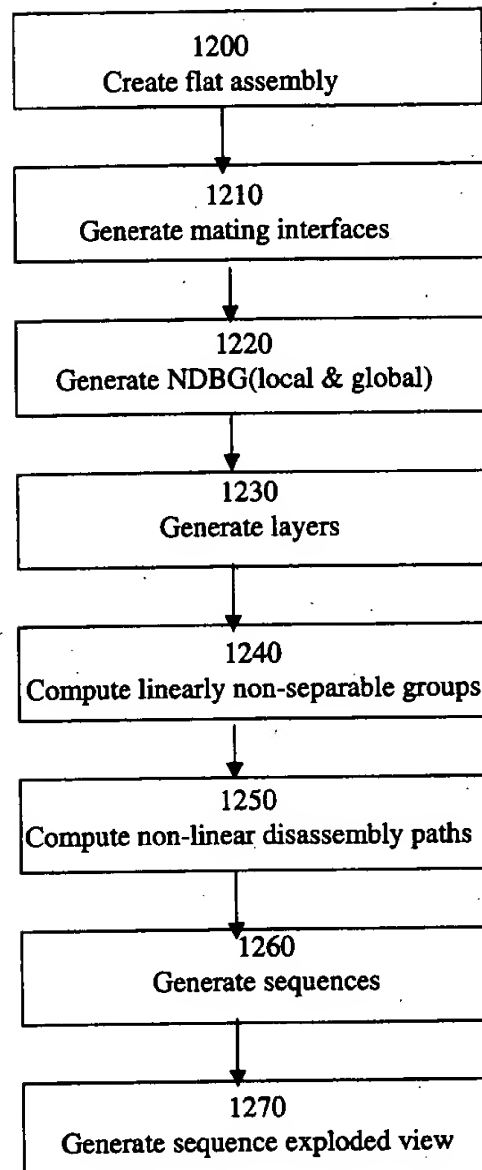 1200
Create flat assembly
1210
Generate mating interfaces
1220
Generate NDBG(local & global)
1230
Generate layers
1240
Compute linearly non-separable groups
1250
Compute non-linear disassembly paths
1260
Generate sequences
1270
Generate sequence exploded view